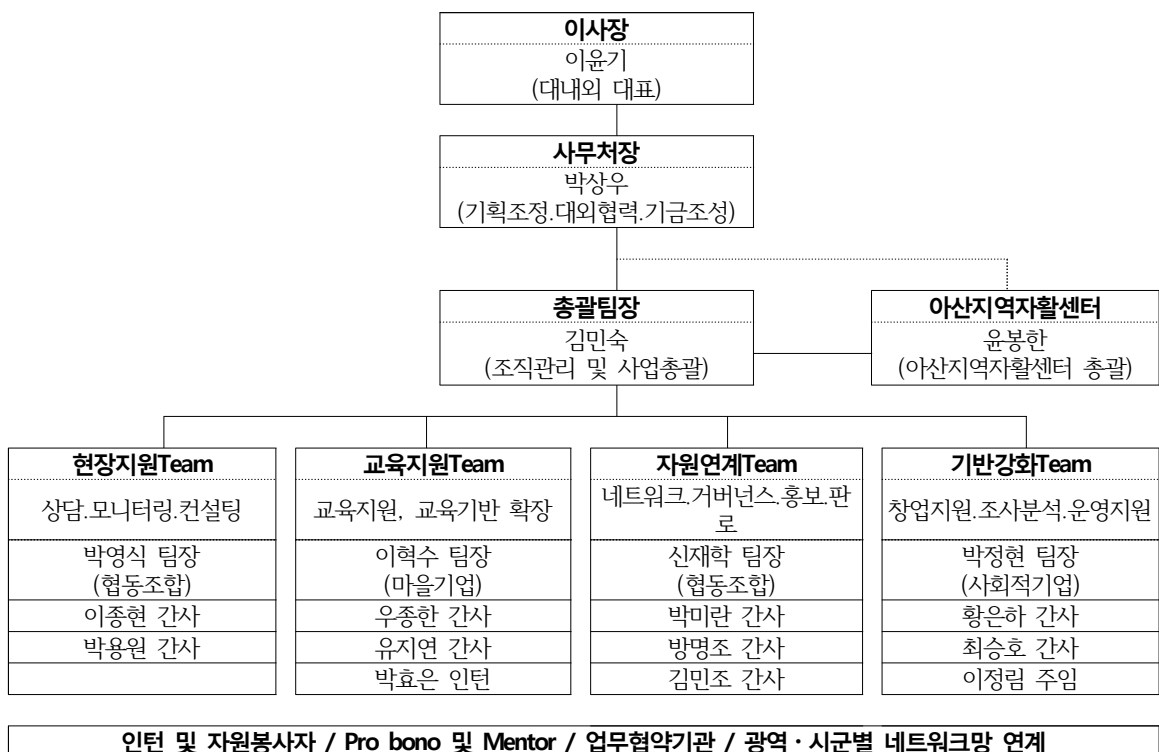 이사장
이윤기
(대내외 대표)
사무처장
박상우
(기획조정.대외협력.기금조성)
총괄팀장
김민숙
(조직관리 및 사업총괄)
아산지역자활센터
윤봉한
(아산지역자활센터 총괄)
현장지원Team
상담.모니터링.컨설팅
박영식 팀장
(협동조합)
이종현 간사
박용원 간사
교육지원Team
교육지원, 교육기반 확장
이혁수 팀장
(마을기업)
우종한 간사
유지연 간사
박효은 인턴
자원연계Team
네트워크.거버넌스.홍보.판
로
신재학 팀장
(협동조합)
박미란 간사
방명조 간사
김민조 간사
기반강화Team
창업지원.조사분석.운영지원
박정현 팀장
(사회적기업)
황은하 간사
최승호 간사
이정림 주임
인턴 및 자원봉사자 / Pro bono 및 Mentor / 업무협약기관 / 광역·시군별 네트워크망 연계